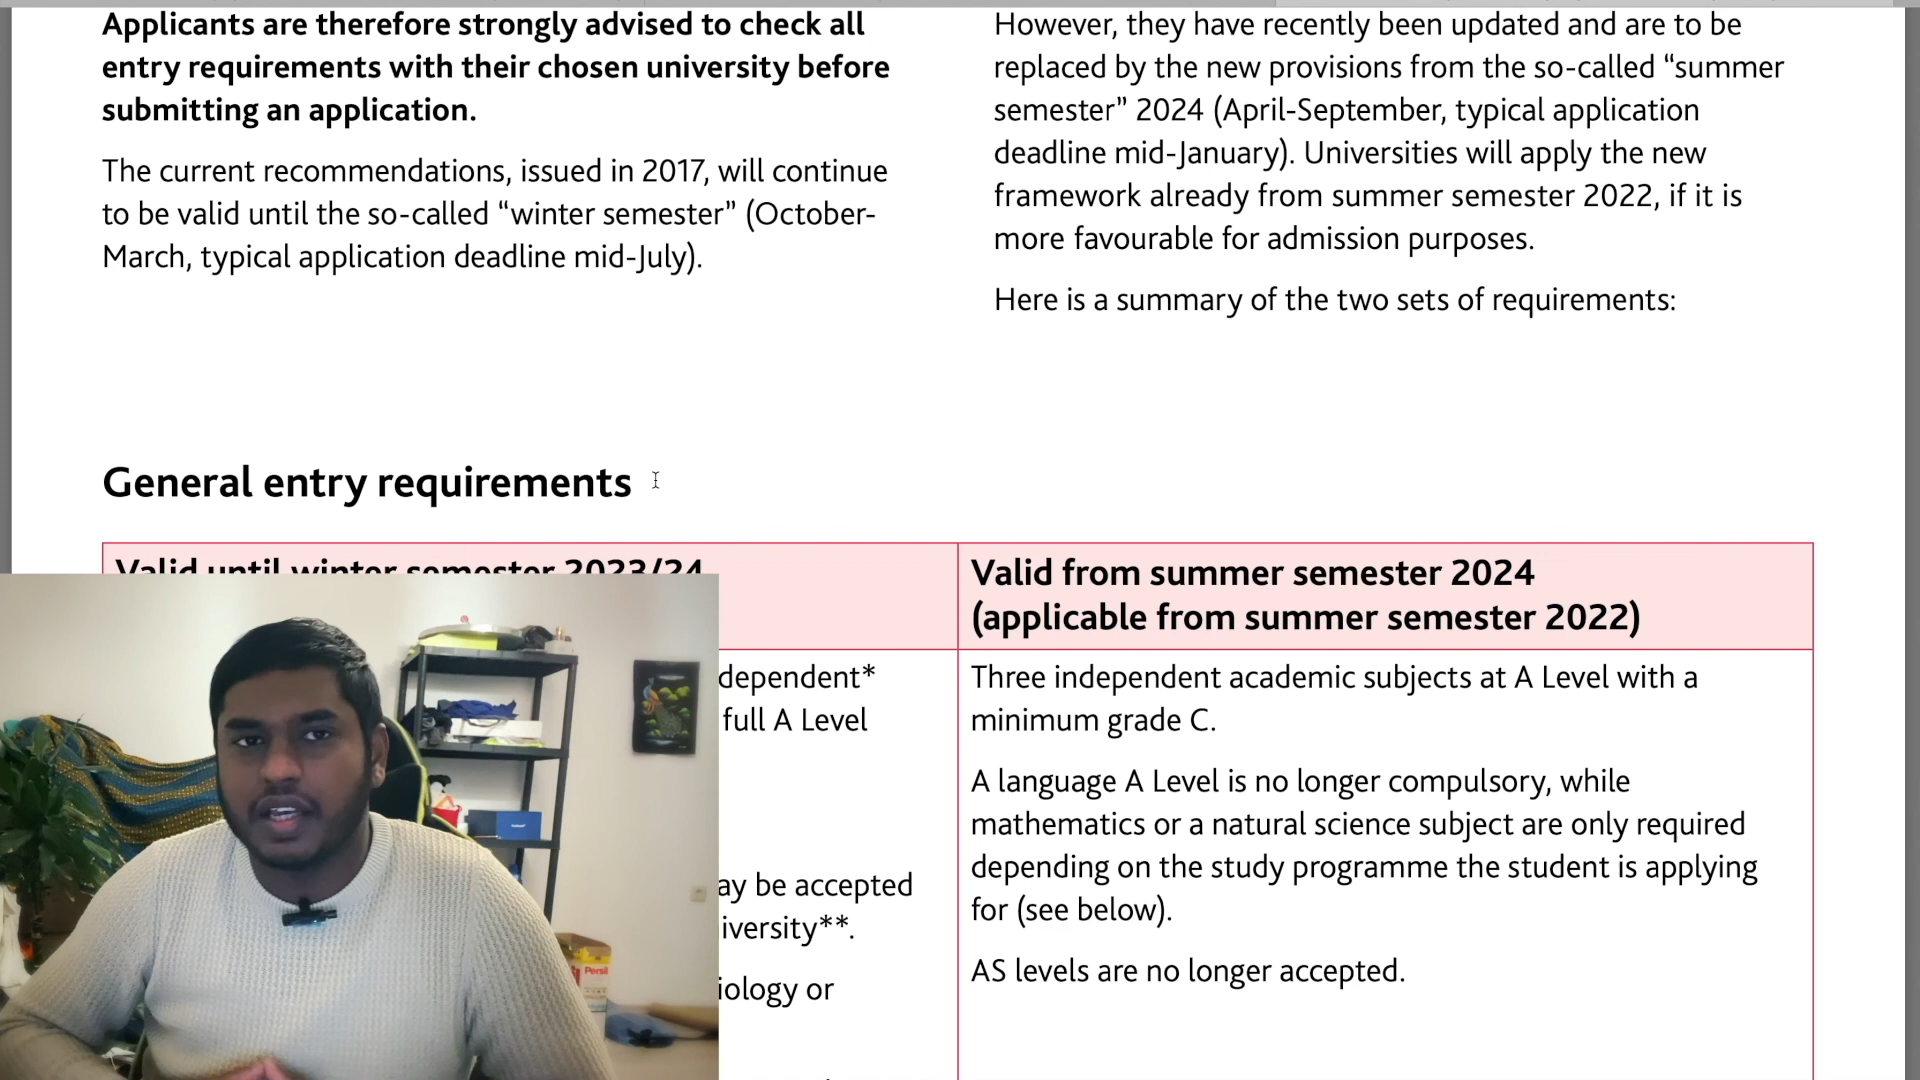 Applicants are therefore strongly advised to check all
entry requirements with their chosen university before
submitting an application.
The current recommendations, issued in 2017, will continue
to be valid until the so-called “winter semester” (October-
March, typical application deadline mid-July).
However, they have recently been updated and are to be
replaced by the new provisions from the so-called “summer
semester” 2024 (April-September, typical application
deadline mid-January). Universities will apply the new
framework already from summer semester 2022, if it is
more favourable for admission purposes.
Here is a summary of the two sets of requirements:
General entry requirements
Valid until winter semester 2023/24
dependent*
full A Level
ay be accepted
iversity**.
iology or
Valid from summer semester 2024
(applicable from summer semester 2022)
Three independent academic subjects at A Level with a
minimum grade C.
A language A Level is no longer compulsory, while
mathematics or a natural science subject are only required
depending on the study programme the student is applying
for (see below).
AS levels are no longer accepted.
Persil